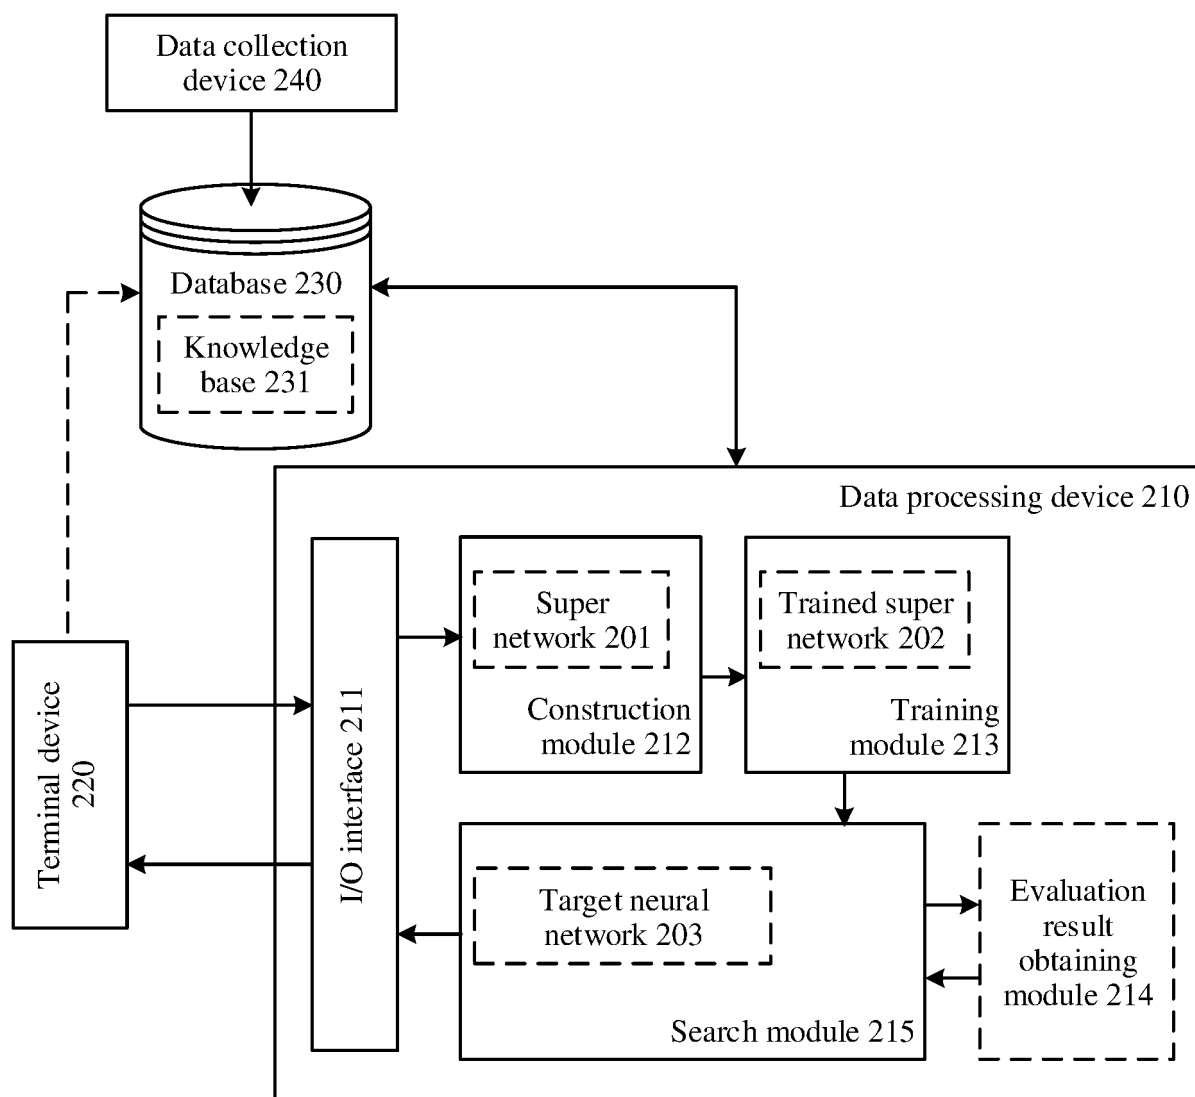 Data collection
device 240
Database 230
Knowledge
base 231
Data processing device 210
Terminal device
220
I/O interface 211
Super
network 201
Construction
module 212
Trained super
network 202
Training
module 213
Target neural
network 203
Search module 215
Evaluation
result
obtaining
module 214